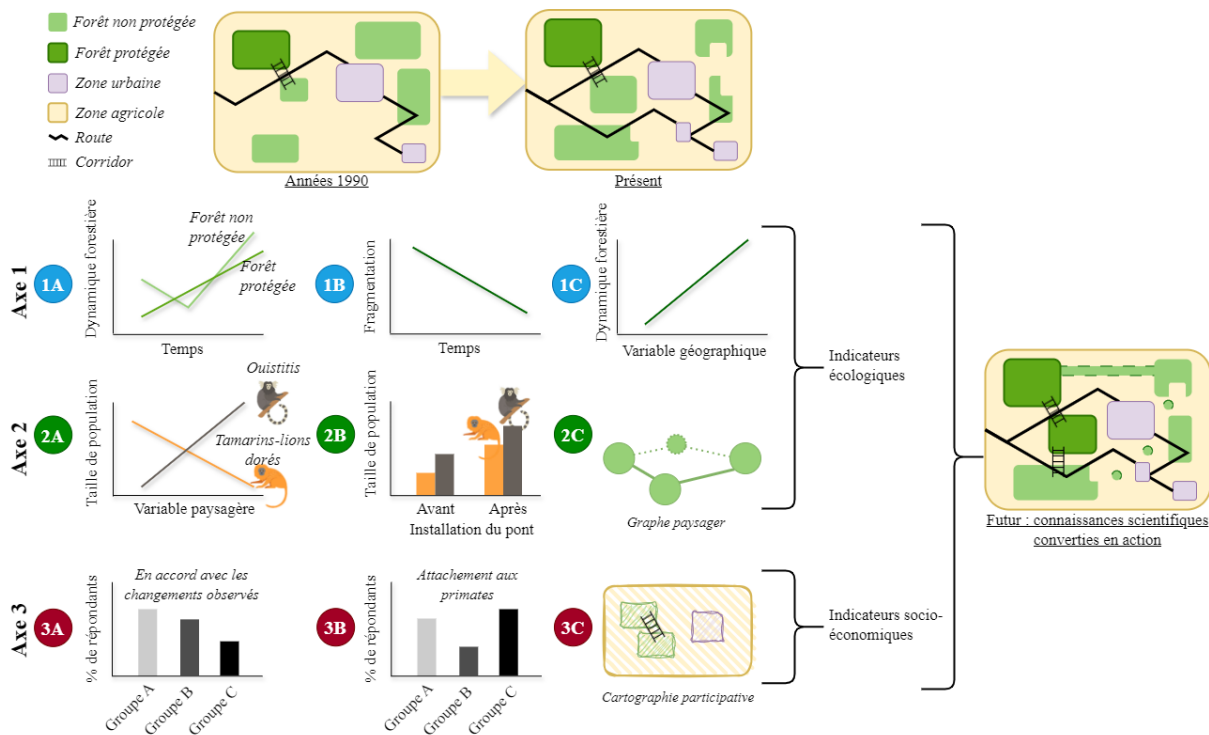 Forêt non protégée
Forêt protégée
Zone urbaine
Zone agricole
Route
Corridor
Années 1990
Présent
Axe 1
1A
Dynamique forestière
Forêt non
protégée
Forêt
protégée
Temps
1B
Fragmentation
Temps
1C
Dynamique forestière
Variable géographique
Axe 2
2A
Taille de population
Ouistitis
Tamarins-lions
dorés
Variable paysagère
2B
Taille de population
Avant
Après
Installation du pont
2C
Graphe paysager
Indicateurs
écologiques
Axe 3
3A
% de répondants
En accord avec les
changements observés
Groupe A
Groupe B
Groupe C
3B
% de répondants
Attachement aux
primates
Groupe A
Groupe B
Groupe C
3C
Cartographie participative
Indicateurs socio-
économiques
Futur : connaissances scientifiques
converties en action